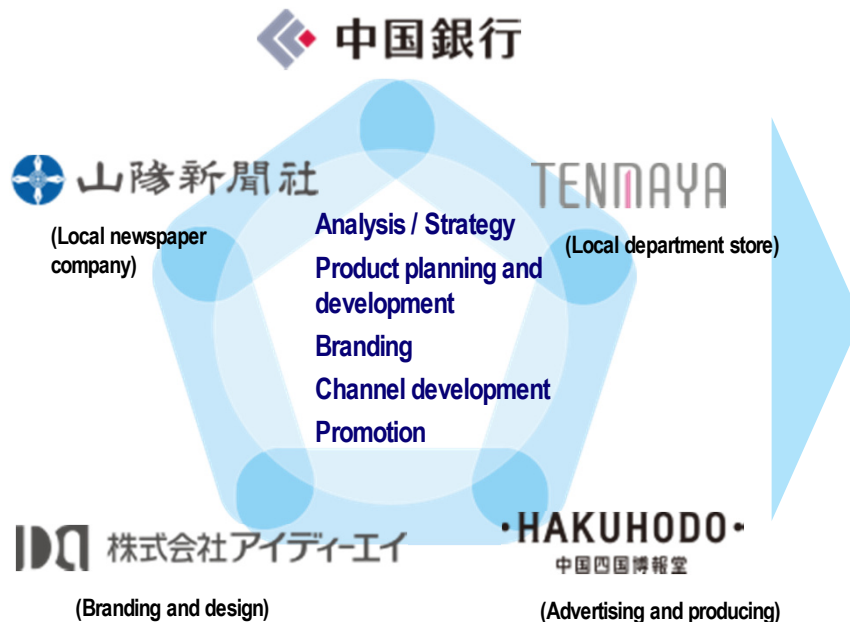 中国銀行
山陽新聞社
(Local newspaper
company)
TENMAYA
(Local department store)
Analysis / Strategy
Product planning and
development
Branding
Channel development
Promotion
IDA 株式会社アイディーエイ
(Branding and design)
・HAKUHODO・
中国四国博報堂
(Advertising and producing)